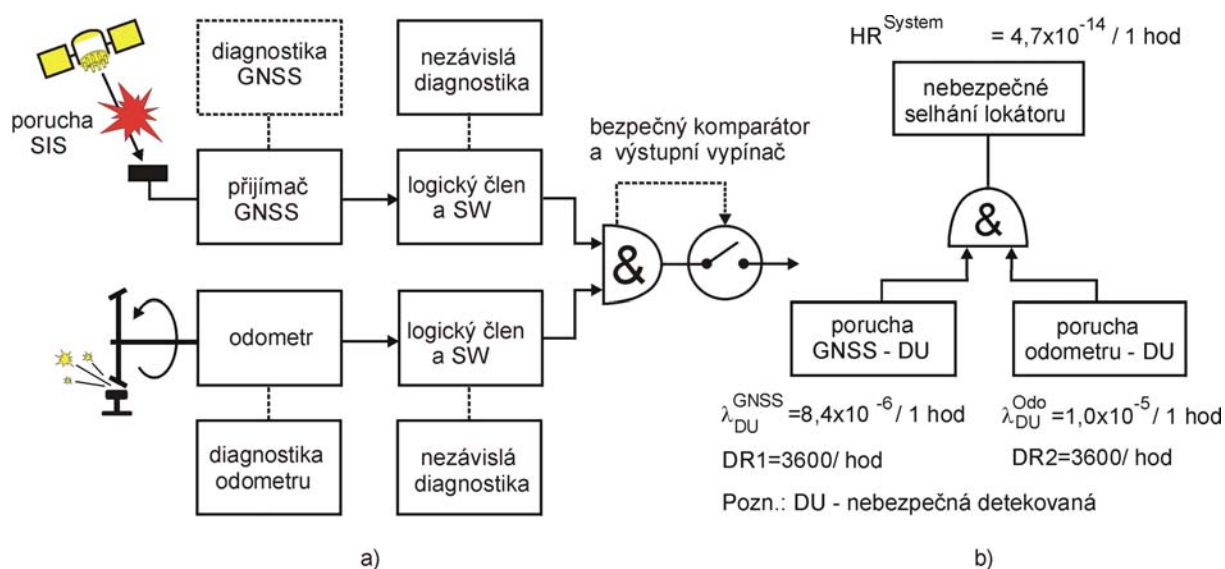 porucha
SIS
diagnostika
GNSS
nezávislá
diagnostika
přijímač
GNSS
logický člen
a SW
bezpečný komparátor
a výstupní vypínač
&
odometr
logický člen
a SW
diagnostika
odometru
nezávislá
diagnostika
a)
HR^System = 4,7x10^-14 / 1 hod
nebezpečné
selhání lokátoru
&
porucha
GNSS - DU
porucha
odometru - DU
λ_DU^GNSS =8,4x10^-6/ 1 hod
λ_DU^Odo =1,0x10^-5/ 1 hod
DR1=3600/ hod
DR2=3600/ hod
Pozn.: DU - nebezpečná detekovaná
b)